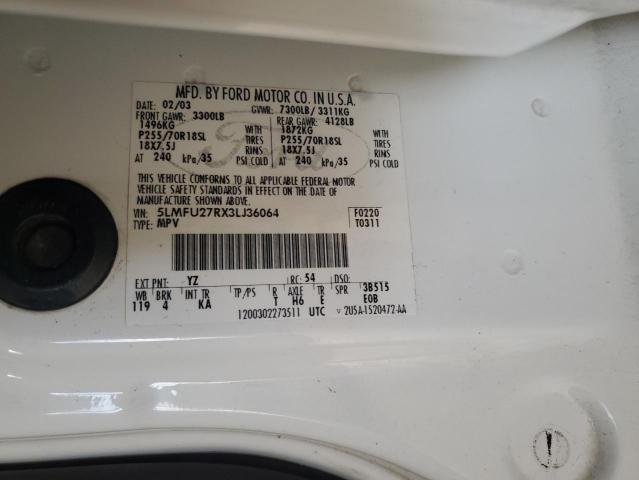 MFD. BY FORD MOTOR CO. IN U.S.A.
DATE: 02/03 GVWR: 7300LB/ 3311KG
FRONT GAWR: 3300LB REAR GAWR: 4128LB
1496KG WITH 1872KG WITH
P255/70R18SL TIRES P255/70R18SL TIRES
18X7.5J RIMS 18X7.5J RIMS
AT 240 kPa/35 PSI COLD AT 240 kPa/35 PSI COLD
THIS VEHICLE CONFORMS TO ALL APPLICABLE FEDERAL MOTOR
VEHICLE SAFETY STANDARDS IN EFFECT ON THE DATE OF
MANUFACTURE SHOWN ABOVE.
VIN: 5LMFU27RX3LJ36064 F0220
TYPE: MPV T0311
EXT PNT: YZ RC: 54 DSO:
WB BRK INT TR TP/PS R AXLE TR SPR 3B515
119 4 KA T H6 E EOB
1200302273511 UTC ▽ 2U5A-1520472-AA